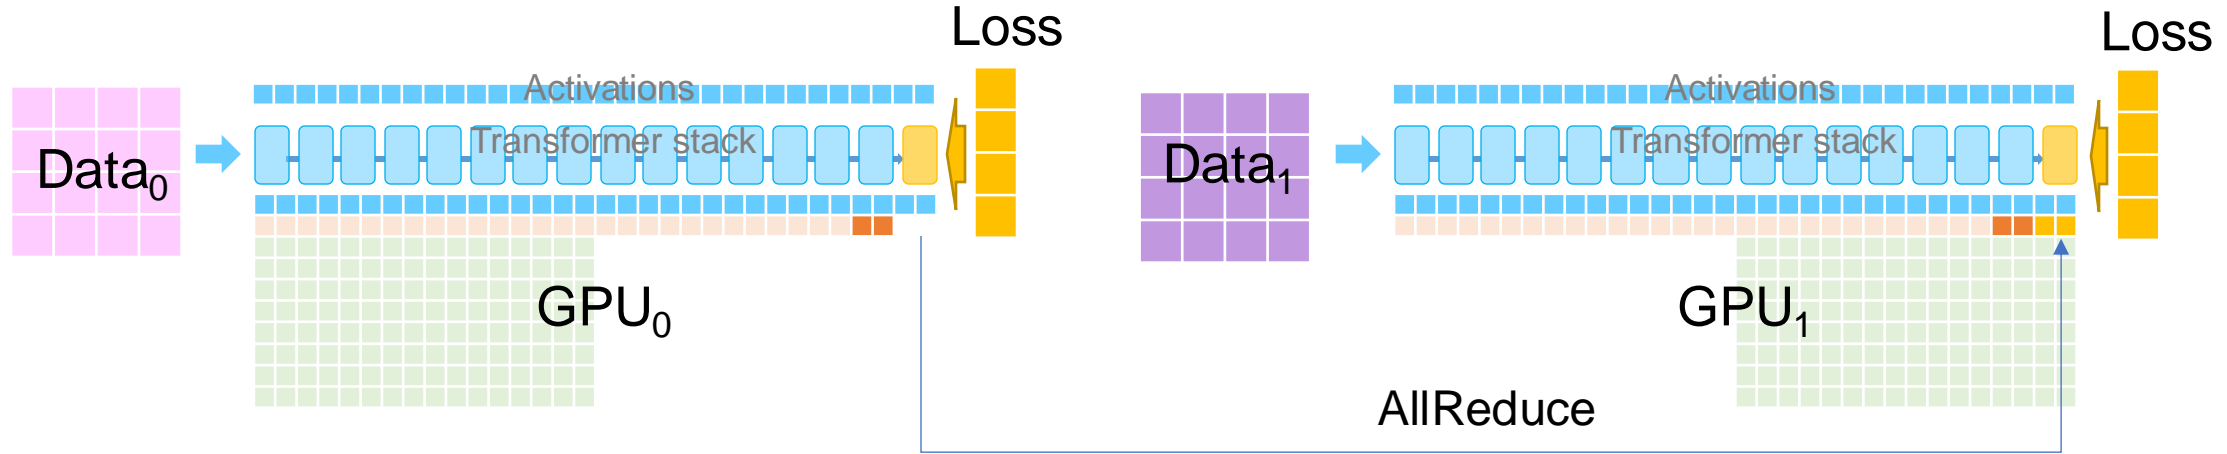 Loss
Activations
Transformer stack
Data0
GPU0
Loss
Activations
Transformer stack
Data1
GPU1
AllReduce